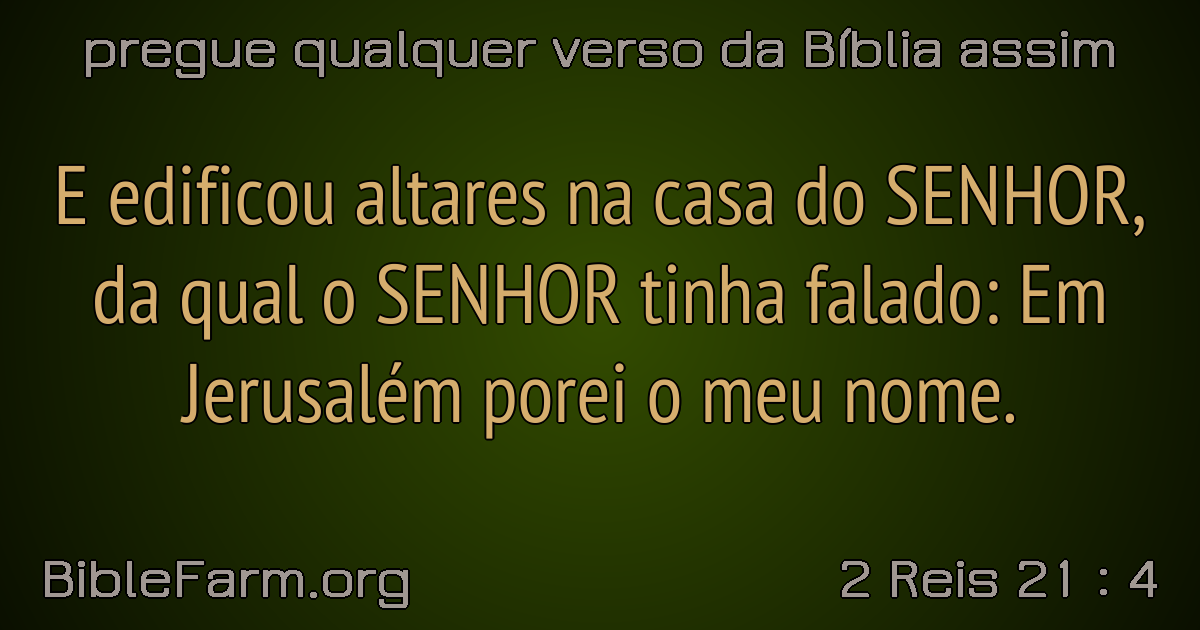 pregue qualquer verso da Bíblia assim
E edificou altares na casa do SENHOR,
da qual o SENHOR tinha falado: Em
Jerusalém porei o meu nome.
BibleFarm.org
2 Reis 21 : 4